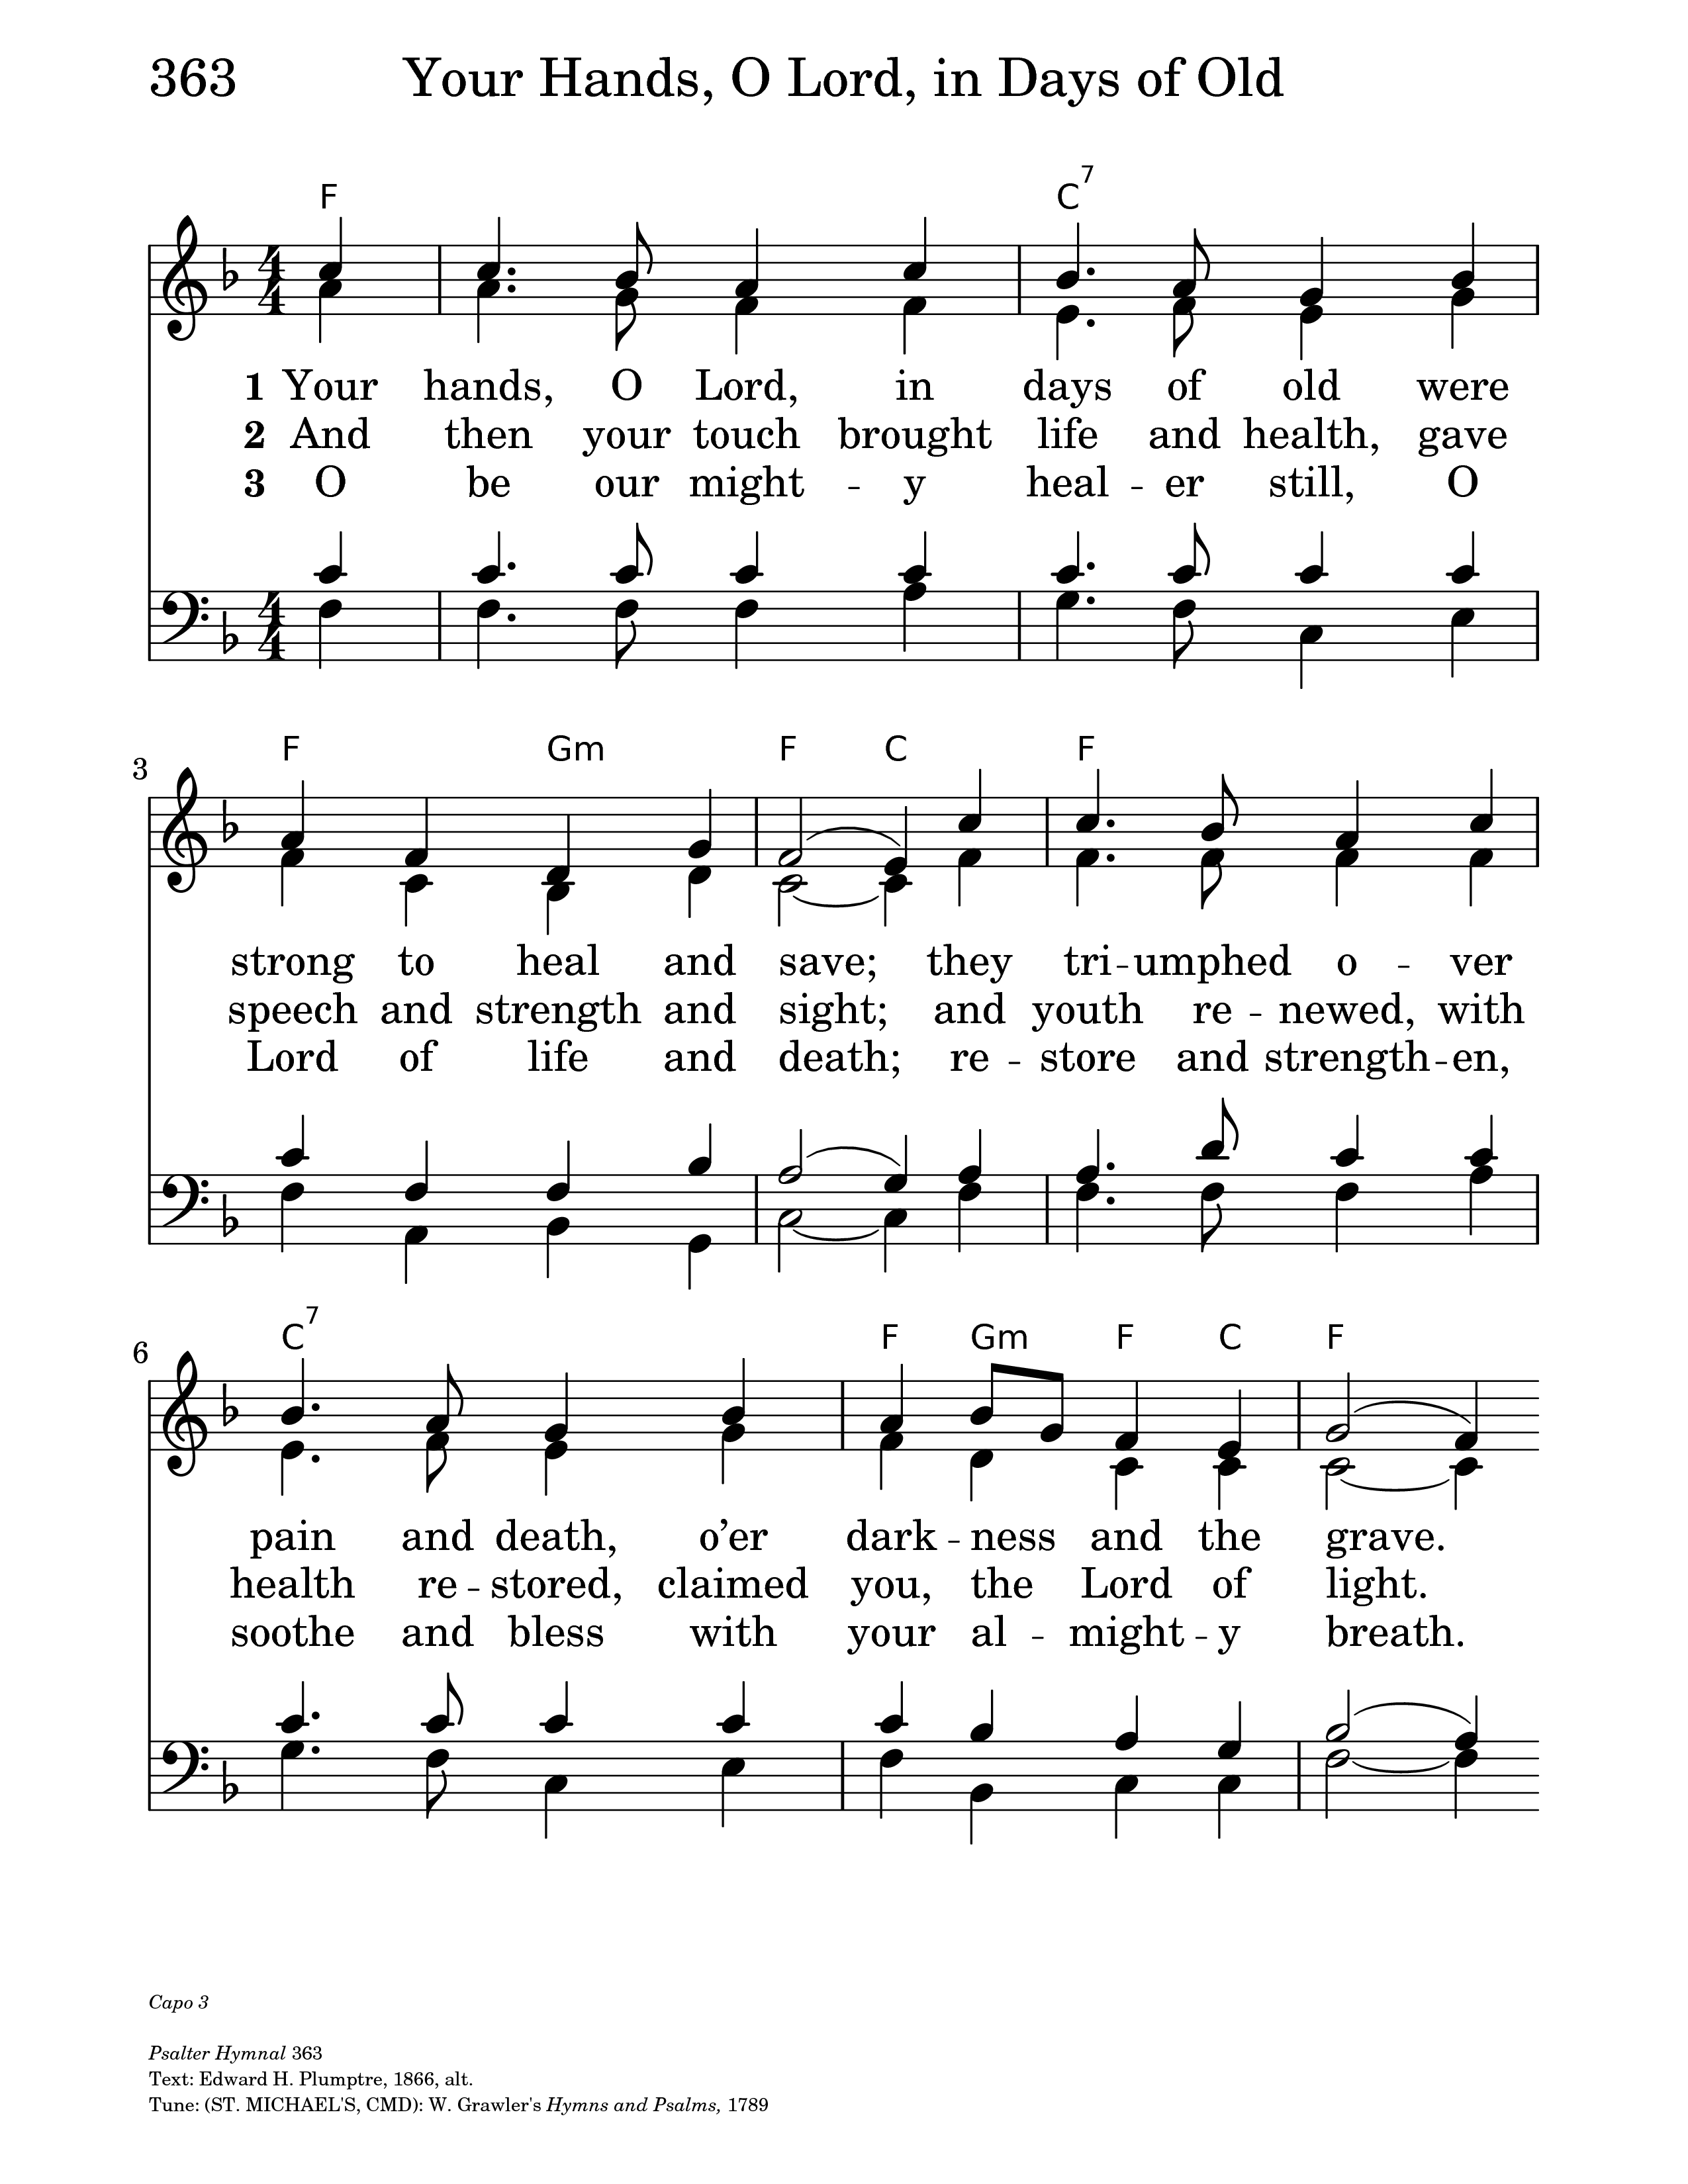 363 Your Hands, O Lord, in Days of Old
F C7
4 4
1 Your hands, O Lord, in days of old were
2 And then your touch brought life and health, gave
3 O be our might - y heal - er still, O
4 4
F Gm F C F
3
strong to heal and save; they tri - umphed o - ver
speech and strength and sight; and youth re - newed, with
Lord of life and death; re - store and strength - en,
C7 F Gm F C F
6
pain and death, o’er dark - ness and the grave.
health re - stored, claimed you, the Lord of light.
soothe and bless with your al - might - y breath.
Capo 3
Psalter Hymnal 363
Text: Edward H. Plumptre, 1866, alt.
Tune: (ST. MICHAEL'S, CMD): W. Grawler's Hymns and Psalms, 1789